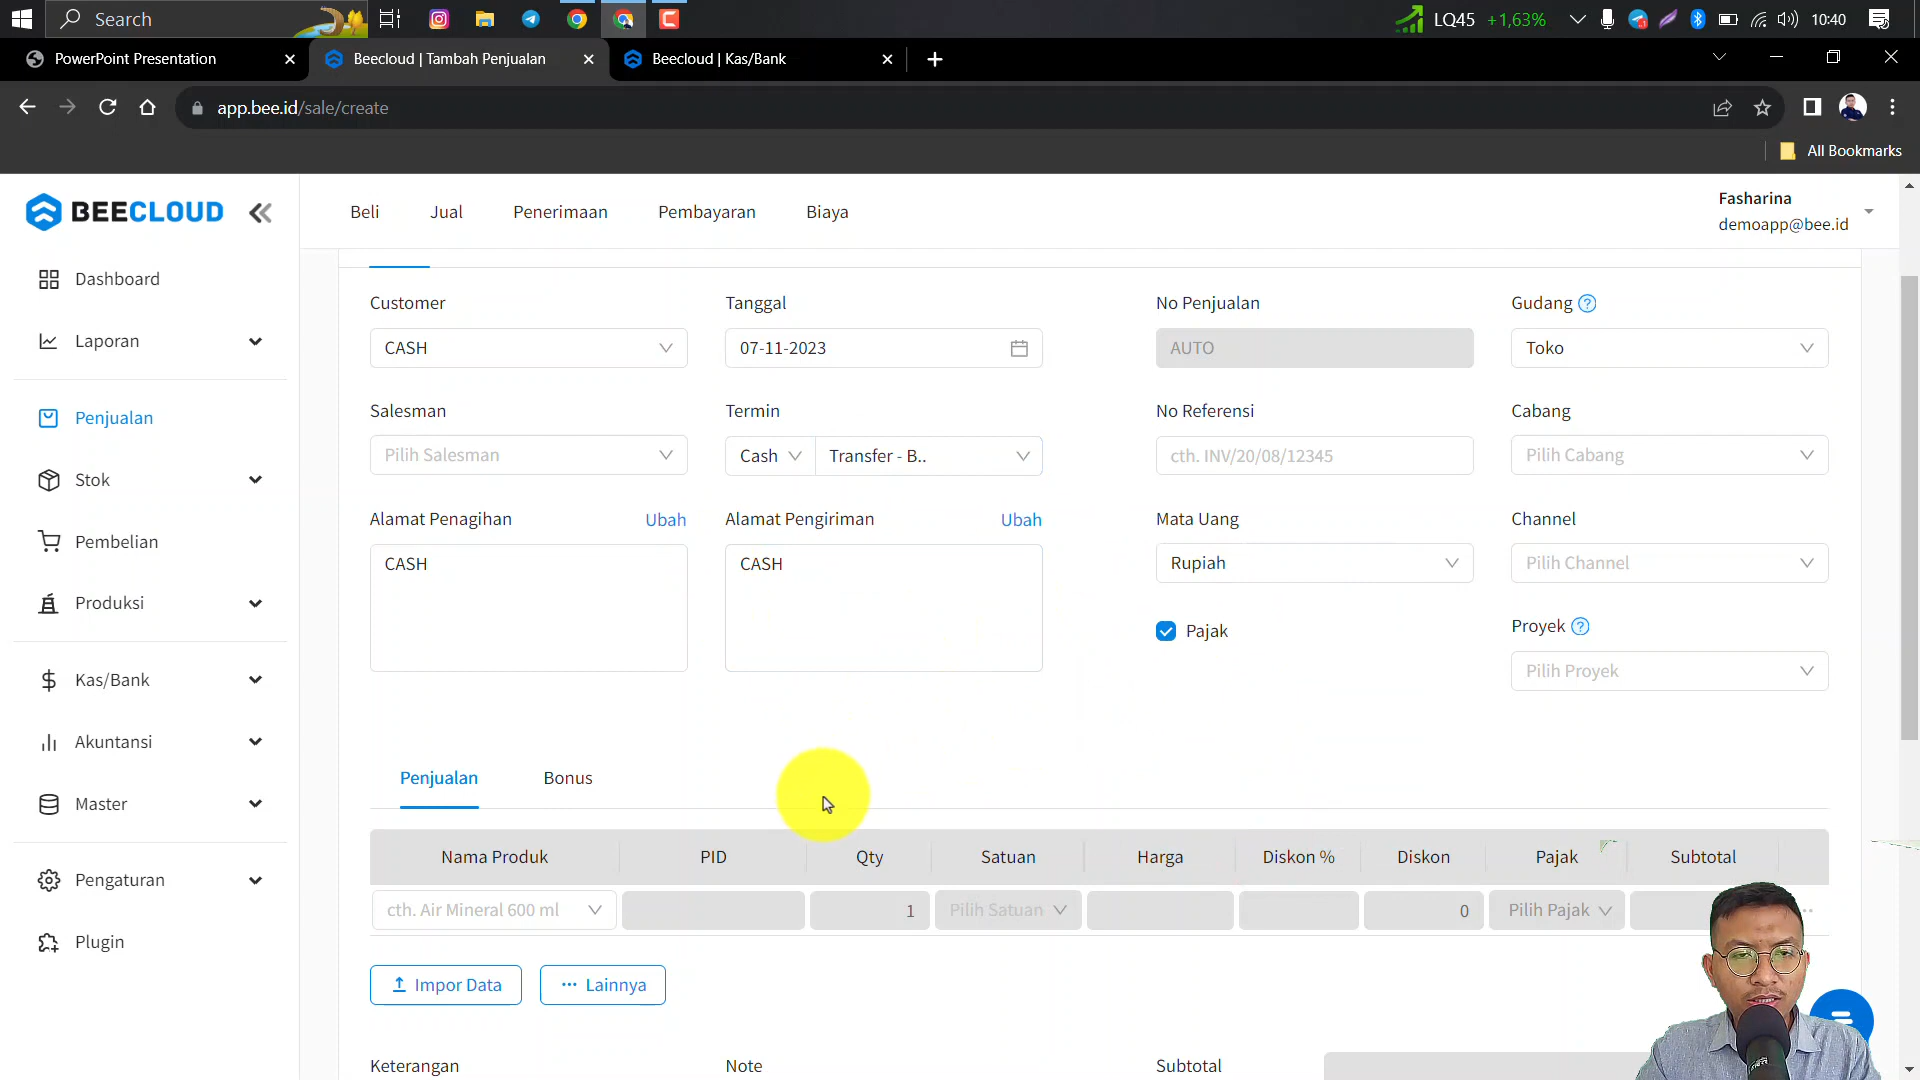 Search
LQ45 +1,63%
10:40
PowerPoint Presentation
Beecloud | Tambah Penjualan
Beecloud | Kas/Bank
app.bee.id/sale/create
All Bookmarks
BEECLOUD
Beli
Jual
Penerimaan
Pembayaran
Biaya
Fasharina
demoapp@bee.id
Dashboard
Laporan
Penjualan
Stok
Pembelian
Produksi
Kas/Bank
Akuntansi
Master
Pengaturan
Plugin
Customer
CASH
Tanggal
07-11-2023
No Penjualan
AUTO
Gudang
Toko
Salesman
Pilih Salesman
Termin
Cash
Transfer - B..
No Referensi
cth. INV/20/08/12345
Cabang
Pilih Cabang
Alamat Penagihan
Ubah
CASH
Alamat Pengiriman
Ubah
CASH
Mata Uang
Rupiah
Channel
Pilih Channel
Pajak
Proyek
Pilih Proyek
Penjualan
Bonus
Nama Produk
PID
Qty
Satuan
Harga
Diskon %
Diskon
Pajak
Subtotal
cth. Air Mineral 600 ml
1
Pilih Satuan
0
Pilih Pajak
Impor Data
Lainnya
Keterangan
Note
Subtotal